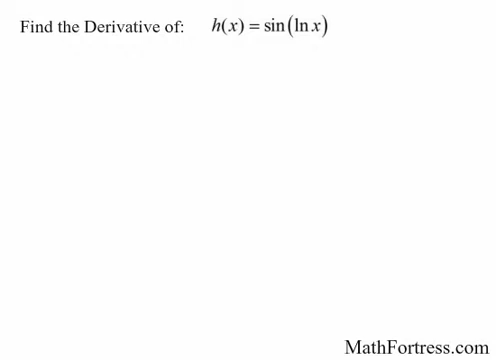 Find the Derivative of: h(x) = sin(ln x)
MathFortress.com